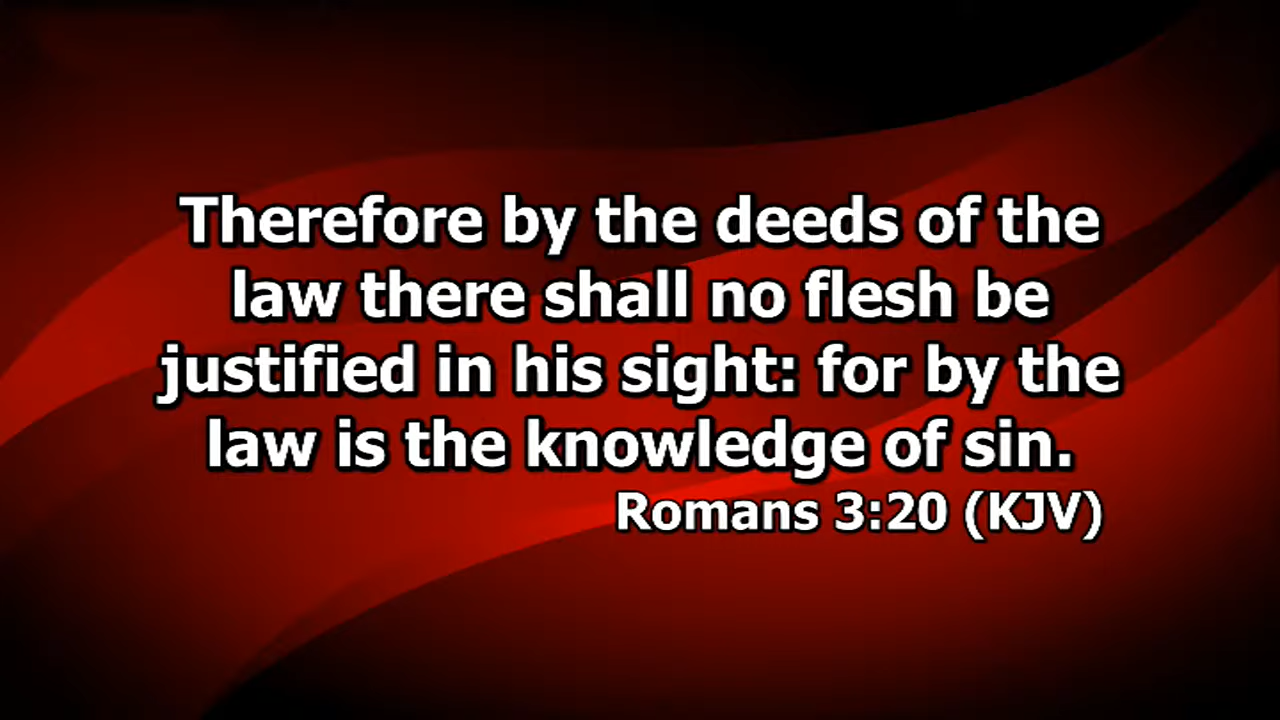 Therefore by the deeds of the
law there shall no flesh be
justified in his sight: for by the
law is the knowledge of sin.
Romans 3:20 (KJV)